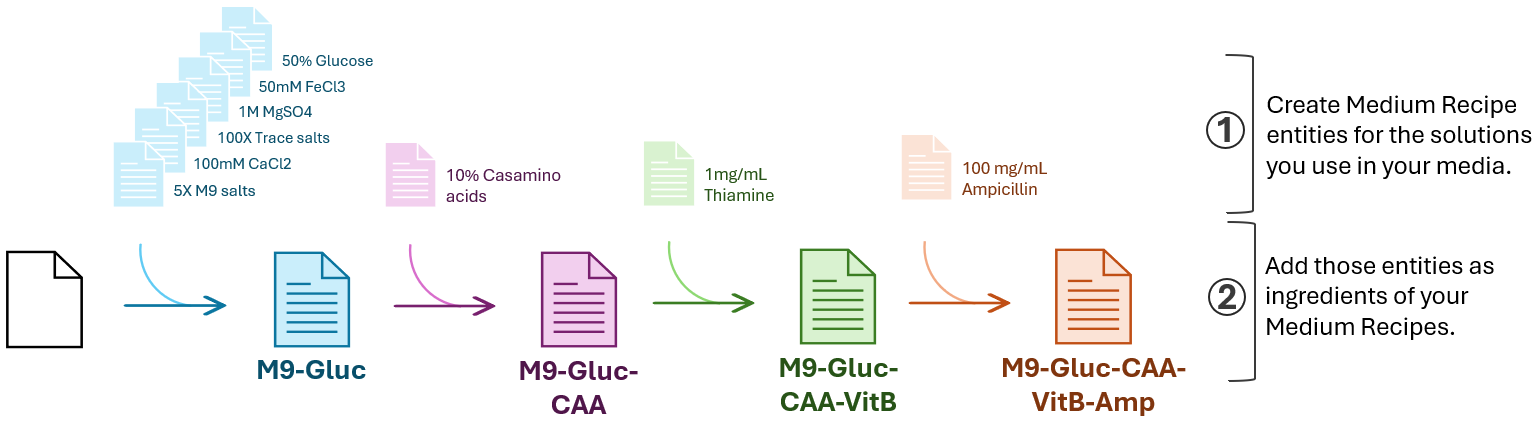 50% Glucose
50mM FeCl3
1M MgSO4
100X Trace salts
100mM CaCl2
5X M9 salts
10% Casamino
acids
1mg/mL
Thiamine
100 mg/mL
Ampicillin
1
Create Medium Recipe
entities for the solutions
you use in your media.
M9-Gluc
M9-Gluc-
CAA
M9-Gluc-
CAA-VitB
M9-Gluc-CAA-
VitB-Amp
2
Add those entities as
ingredients of your
Medium Recipes.